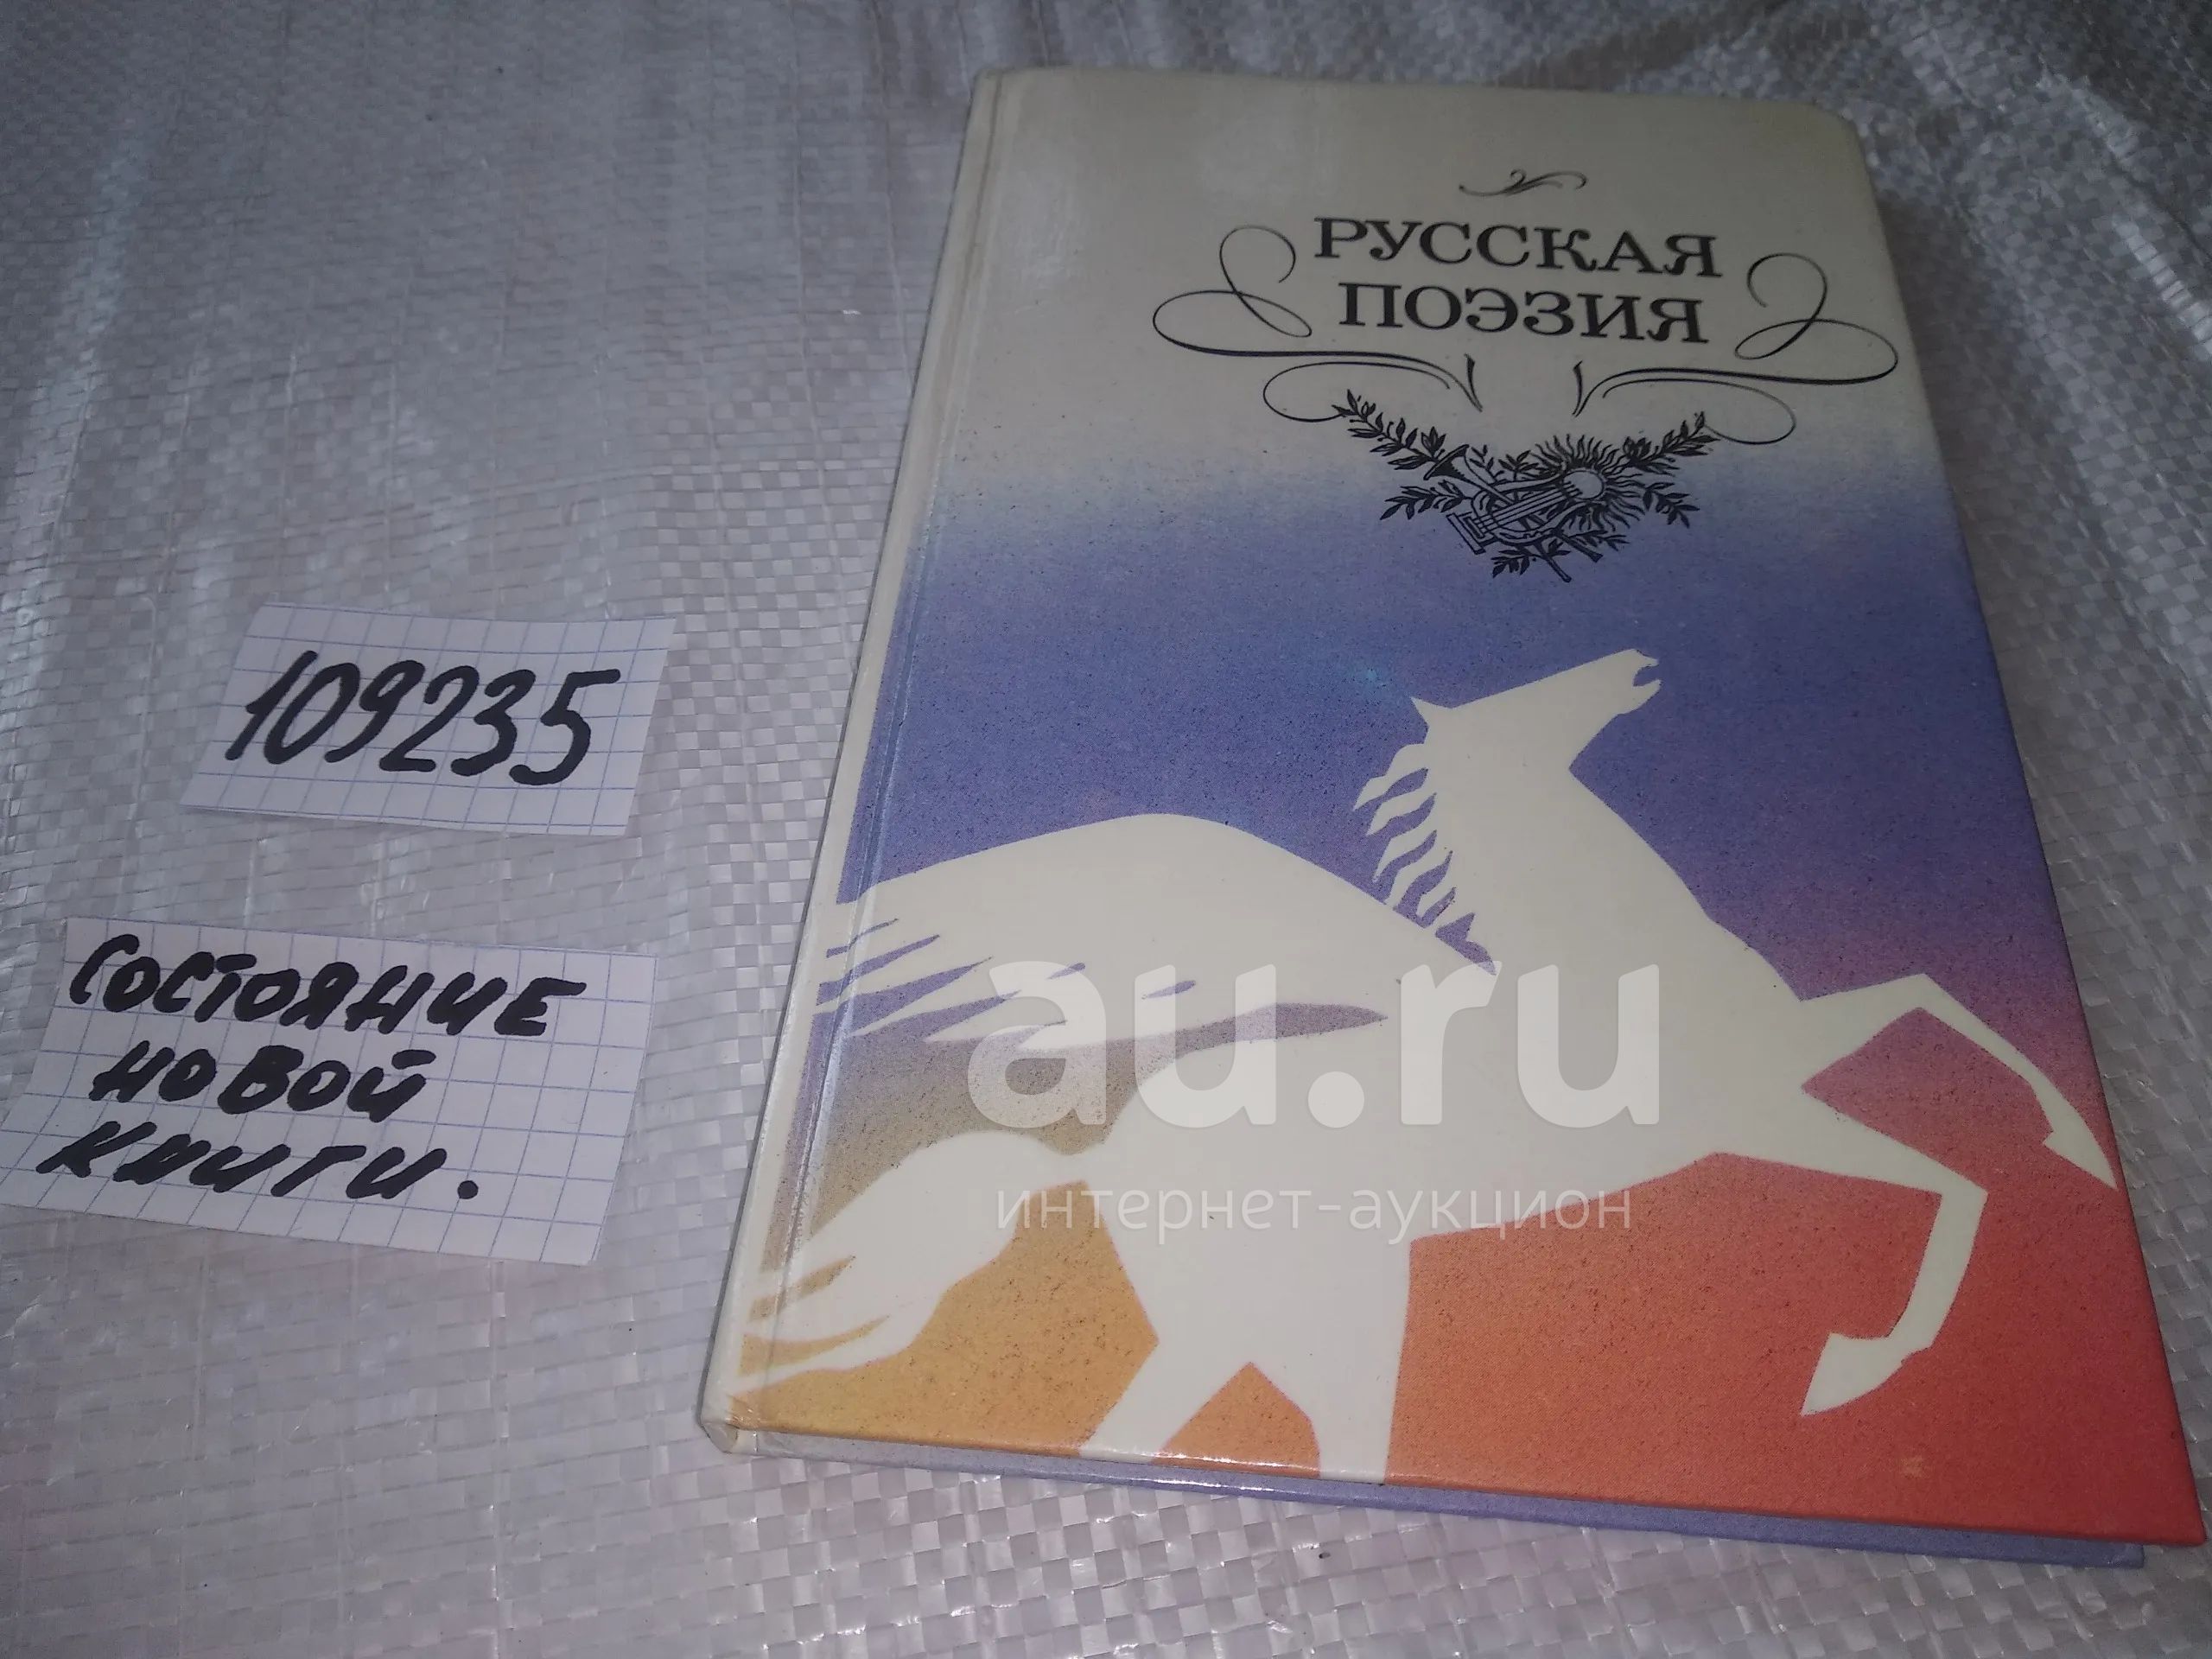 РУССКАЯ
ПОЭЗИЯ
109235
СОСТОЯНИЕ
НОВОЙ
КНИГИ.
au.ru
интернет-аукцион